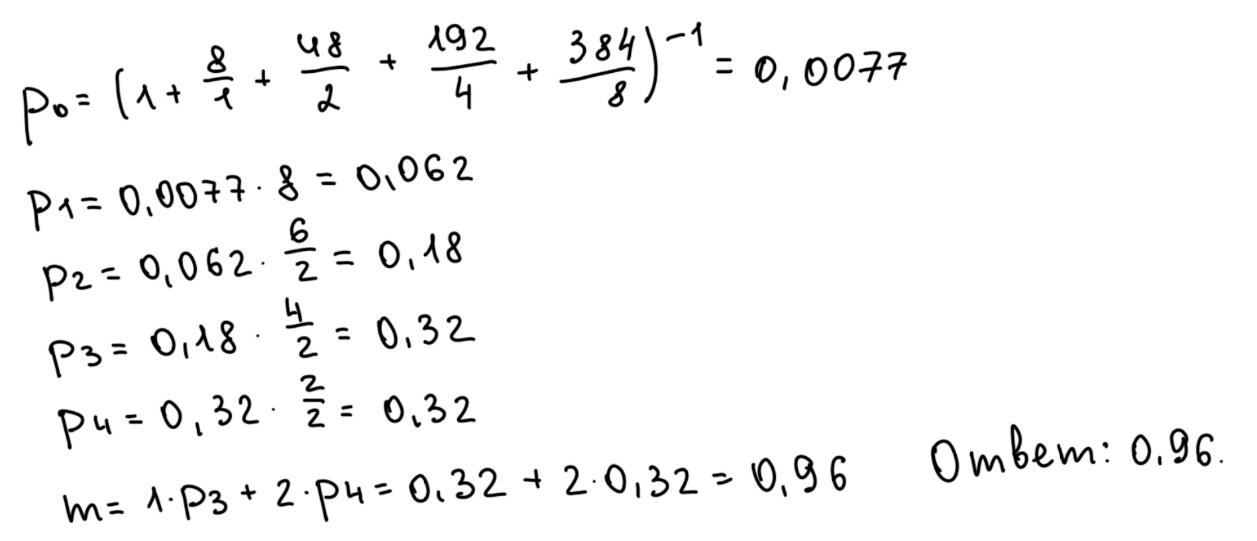 p₀ = (1 + 8/1 + 48/2 + 192/4 + 384/8)⁻¹ = 0,0077
p1 = 0,0077 · 8 = 0,062
p2 = 0,062 · 6/2 = 0,18
p3 = 0,18 · 4/2 = 0,32
p4 = 0,32 · 2/2 = 0,32
m = 1·p3 + 2·p4 = 0,32 + 2·0,32 = 0,96 Ответ: 0,96.